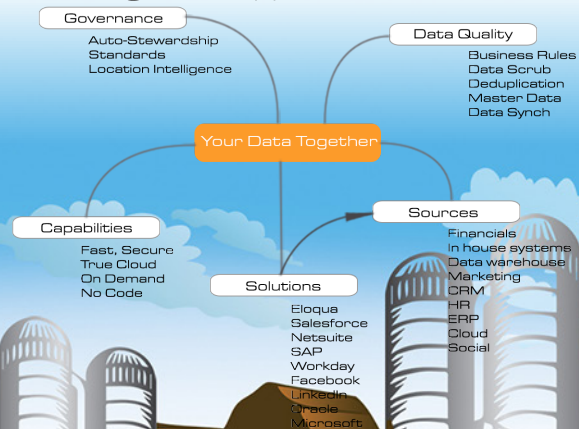 Governance
Auto-Stewardship
Standards
Location Intelligence
Data Quality
Business Rules
Data Scrub
Deduplication
Master Data
Data Synch
Your Data Together
Capabilities
Fast, Secure
True Cloud
On Demand
No Code
Solutions
Eloqua
Salesforce
Netsuite
SAP
Workday
Facebook
LinkedIn
Oracle
Microsoft
Sources
Financials
In house systems
Data warehouse
Marketing
CRM
HR
ERP
Cloud
Social